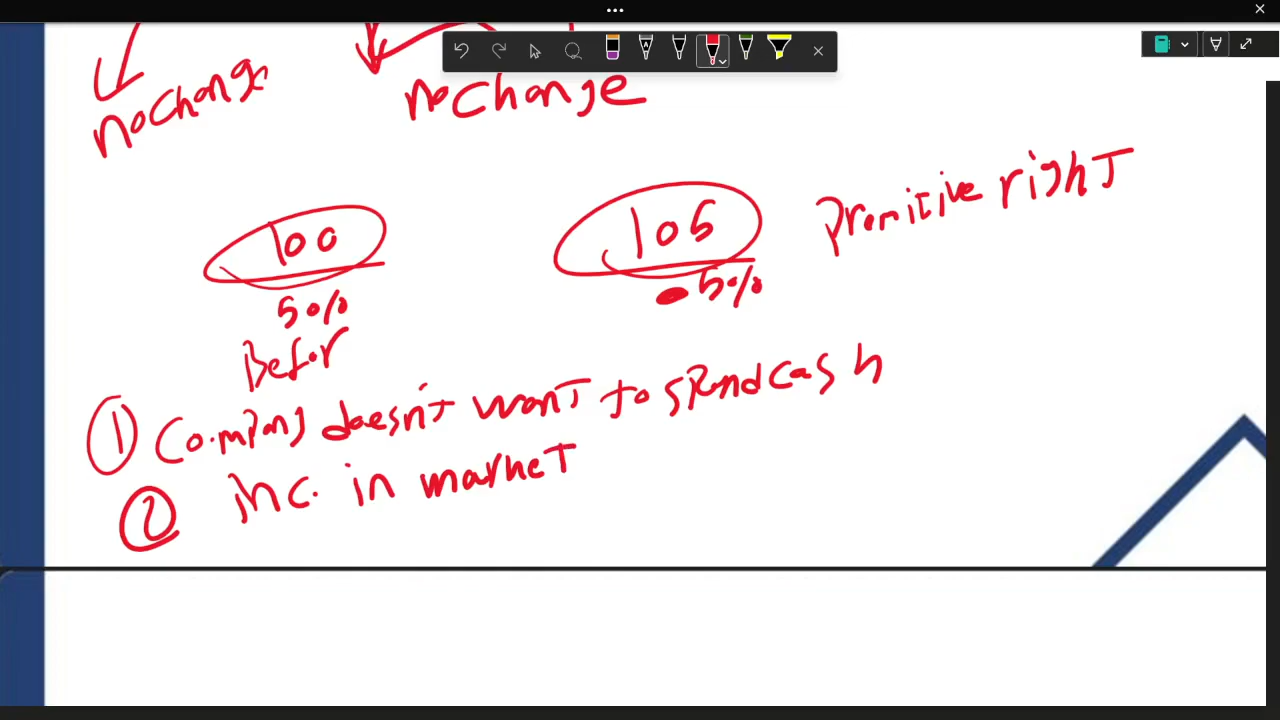 nochange
nochange
100 105 Premitive right
50% 50%
Befor
1 Company doesn't want to spend cash
2 inc. in market